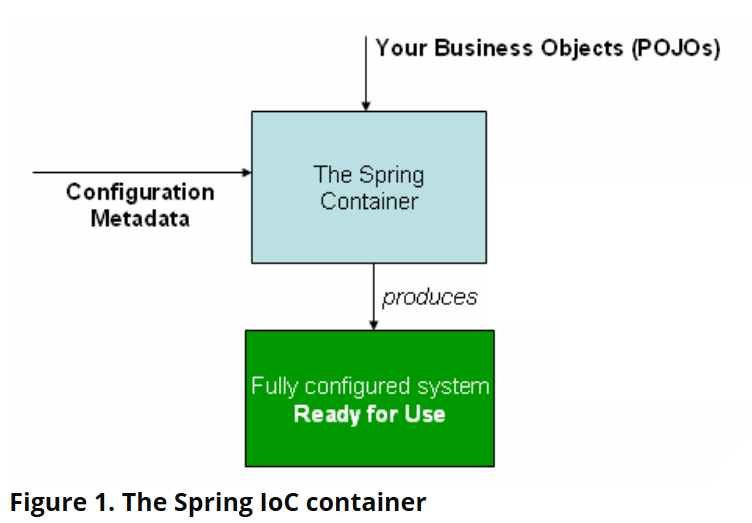 Your Business Objects (POJOs)
The Spring
Container
Configuration
Metadata
produces
Fully configured system
Ready for Use
Figure 1. The Spring IoC container